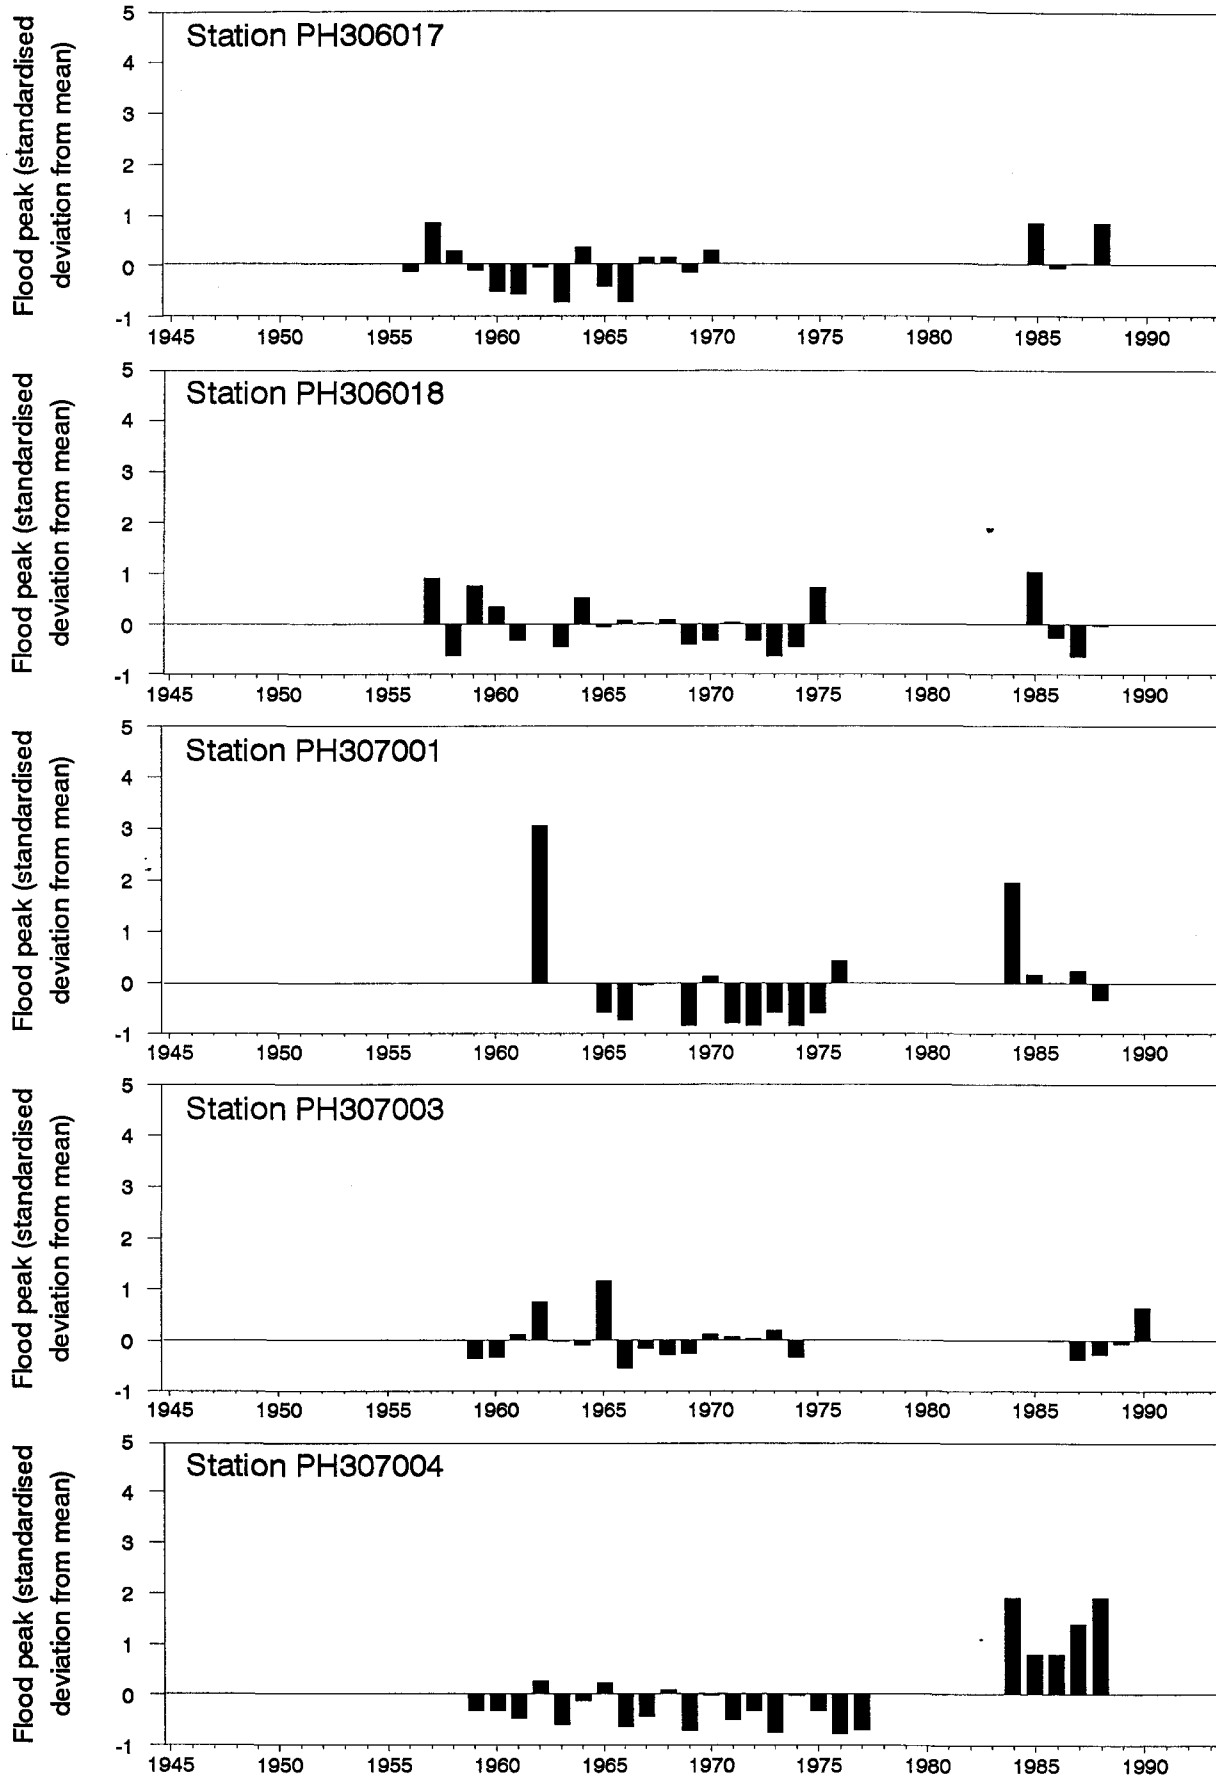 Flood peak (standardised
deviation from mean)
Station PH306017
5
4
3
2
1
0
-1
1945 1950 1955 1960 1965 1970 1975 1980 1985 1990
Flood peak (standardised
deviation from mean)
Station PH306018
5
4
3
2
1
0
-1
1945 1950 1955 1960 1965 1970 1975 1980 1985 1990
Flood peak (standardised
deviation from mean)
Station PH307001
5
4
3
2
1
0
-1
1945 1950 1955 1960 1965 1970 1975 1980 1985 1990
Flood peak (standardised
deviation from mean)
Station PH307003
5
4
3
2
1
0
-1
1945 1950 1955 1960 1965 1970 1975 1980 1985 1990
Flood peak (standardised
deviation from mean)
Station PH307004
5
4
3
2
1
0
-1
1945 1950 1955 1960 1965 1970 1975 1980 1985 1990